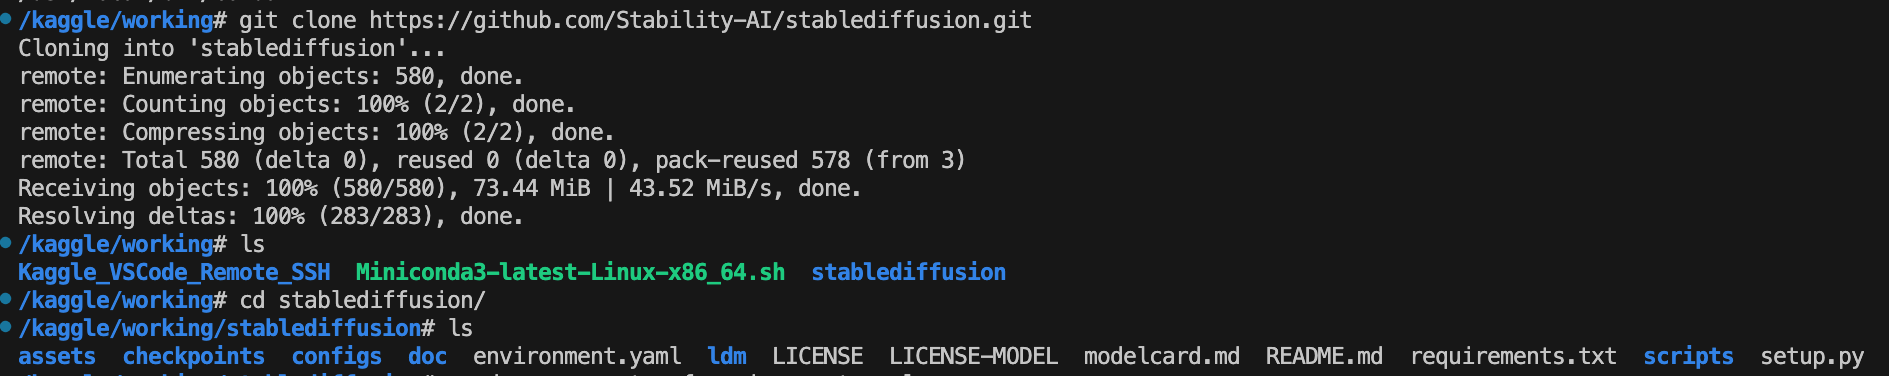 /kaggle/working# git clone https://github.com/Stability-AI/stablediffusion.git
Cloning into 'stablediffusion'...
remote: Enumerating objects: 580, done.
remote: Counting objects: 100% (2/2), done.
remote: Compressing objects: 100% (2/2), done.
remote: Total 580 (delta 0), reused 0 (delta 0), pack-reused 578 (from 3)
Receiving objects: 100% (580/580), 73.44 MiB | 43.52 MiB/s, done.
Resolving deltas: 100% (283/283), done.
/kaggle/working# ls
Kaggle_VSCode_Remote_SSH  Miniconda3-latest-Linux-x86_64.sh  stablediffusion
/kaggle/working# cd stablediffusion/
/kaggle/working/stablediffusion# ls
assets  checkpoints  configs  doc  environment.yaml  ldm  LICENSE  LICENSE-MODEL  modelcard.md  README.md  requirements.txt  scripts  setup.py